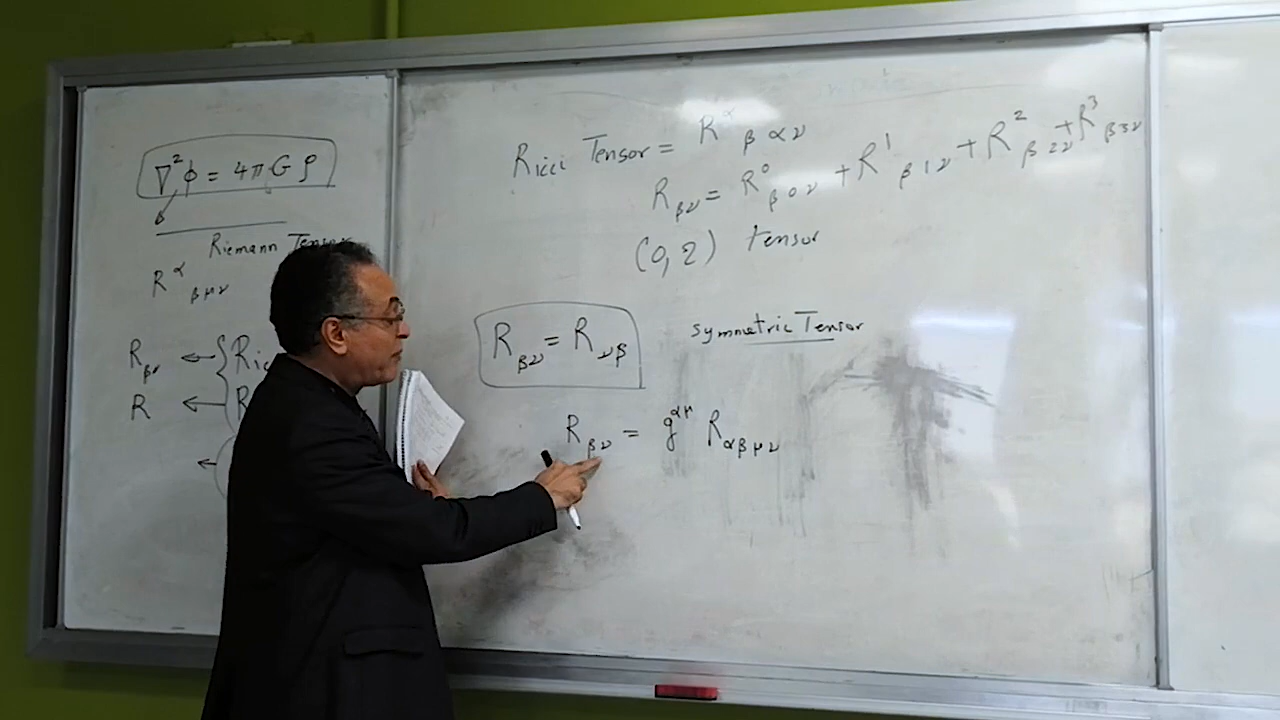 ∇²φ = 4πGρ
Riemann Tensor
R^α_βμν
R_βν ← { Ric
R ←
←
Ricci Tensor = R^α_βαν
R_βν = R^0_β0ν + R^1_β1ν + R^2_β2ν + R^3_β3ν
(0,2) tensor
R_βν = R_νβ symmetric Tensor
R_βν = g^αμ R_αβμν